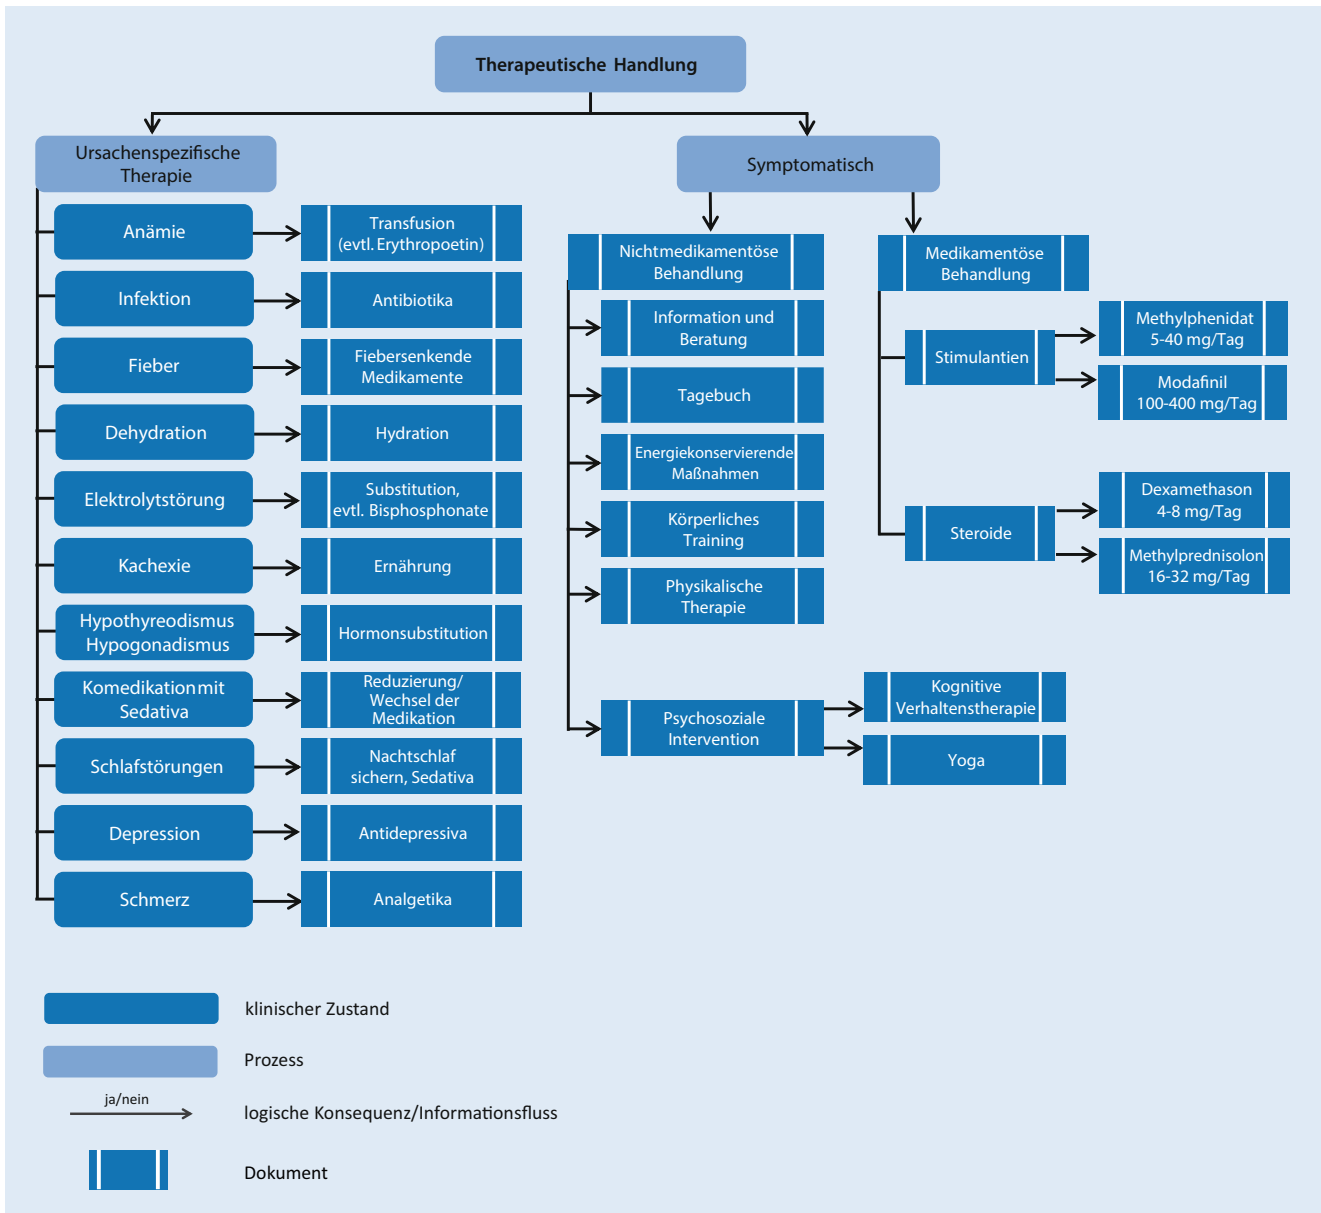 Therapeutische Handlung
Ursachenspezifische
Therapie
Anämie
Transfusion
(evtl. Erythropoetin)
Infektion
Antibiotika
Fieber
Fiebersenkende
Medikamente
Dehydration
Hydration
Elektrolytstörung
Substitution,
evtl. Bisphosphonate
Kachexie
Ernährung
Hypothyreodismus
Hypogonadismus
Hormonsubstitution
Komedikation mit
Sedativa
Reduzierung/
Wechsel der
Medikation
Schlafstörungen
Nachtschlaf
sichern, Sedativa
Depression
Antidepressiva
Schmerz
Analgetika
Symptomatisch
Nichtmedikamentöse
Behandlung
Information und
Beratung
Tagebuch
Energiekonservierende
Maßnahmen
Körperliches
Training
Physikalische
Therapie
Psychosoziale
Intervention
Kognitive
Verhaltenstherapie
Yoga
Medikamentöse
Behandlung
Stimulantien
Methylphenidat
5-40 mg/Tag
Modafinil
100-400 mg/Tag
Steroide
Dexamethason
4-8 mg/Tag
Methylprednisolon
16-32 mg/Tag
klinischer Zustand
Prozess
ja/nein
logische Konsequenz/Informationsfluss
Dokument